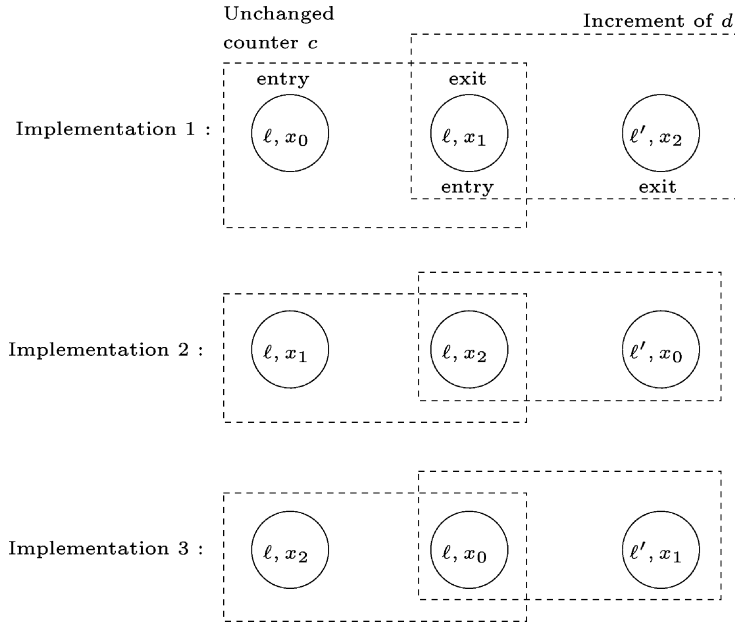 Unchanged
counter c
Increment of d
entry
exit
Implementation 1 :
ℓ, x₀
ℓ, x₁
ℓ′, x₂
entry
exit
Implementation 2 :
ℓ, x₁
ℓ, x₂
ℓ′, x₀
Implementation 3 :
ℓ, x₂
ℓ, x₀
ℓ′, x₁